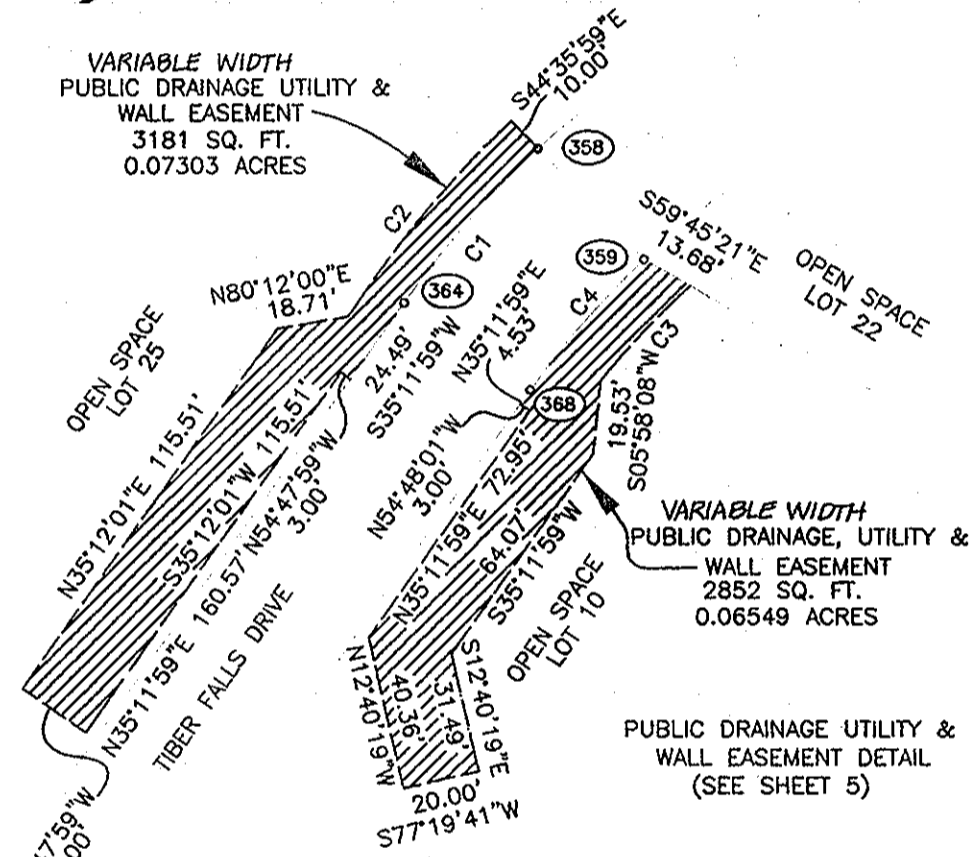 VARIABLE WIDTH
PUBLIC DRAINAGE UTILITY &
WALL EASEMENT
3181 SQ. FT.
0.07303 ACRES
S44°35'59"E
10.00'
358
C2
C1
364
N80°12'00"E
18.71'
OPEN SPACE
LOT 25
24.49'
S35°11'59"W
N35°12'01"E 115.51'
S35°12'01"W 115.51'
N54°47'59"W
3.00'
N35°11'59"E 160.57'
TIBER FALLS DRIVE
47'59"W
00'
S59°45'21"E
13.68'
359
OPEN SPACE
LOT 22
C4
C3
N35°11'59"E
4.53'
368
N54°48'01"W
3.00'
19.53'
S05°58'08"W
N35°11'59"E 72.95'
64.07'
S35°11'59"W
OPEN SPACE
LOT 10
VARIABLE WIDTH
PUBLIC DRAINAGE, UTILITY &
WALL EASEMENT
2852 SQ. FT.
0.06549 ACRES
N12°40'19"W
40.36'
31.49'
S12°40'19"E
20.00'
S77°19'41"W
PUBLIC DRAINAGE UTILITY &
WALL EASEMENT DETAIL
(SEE SHEET 5)